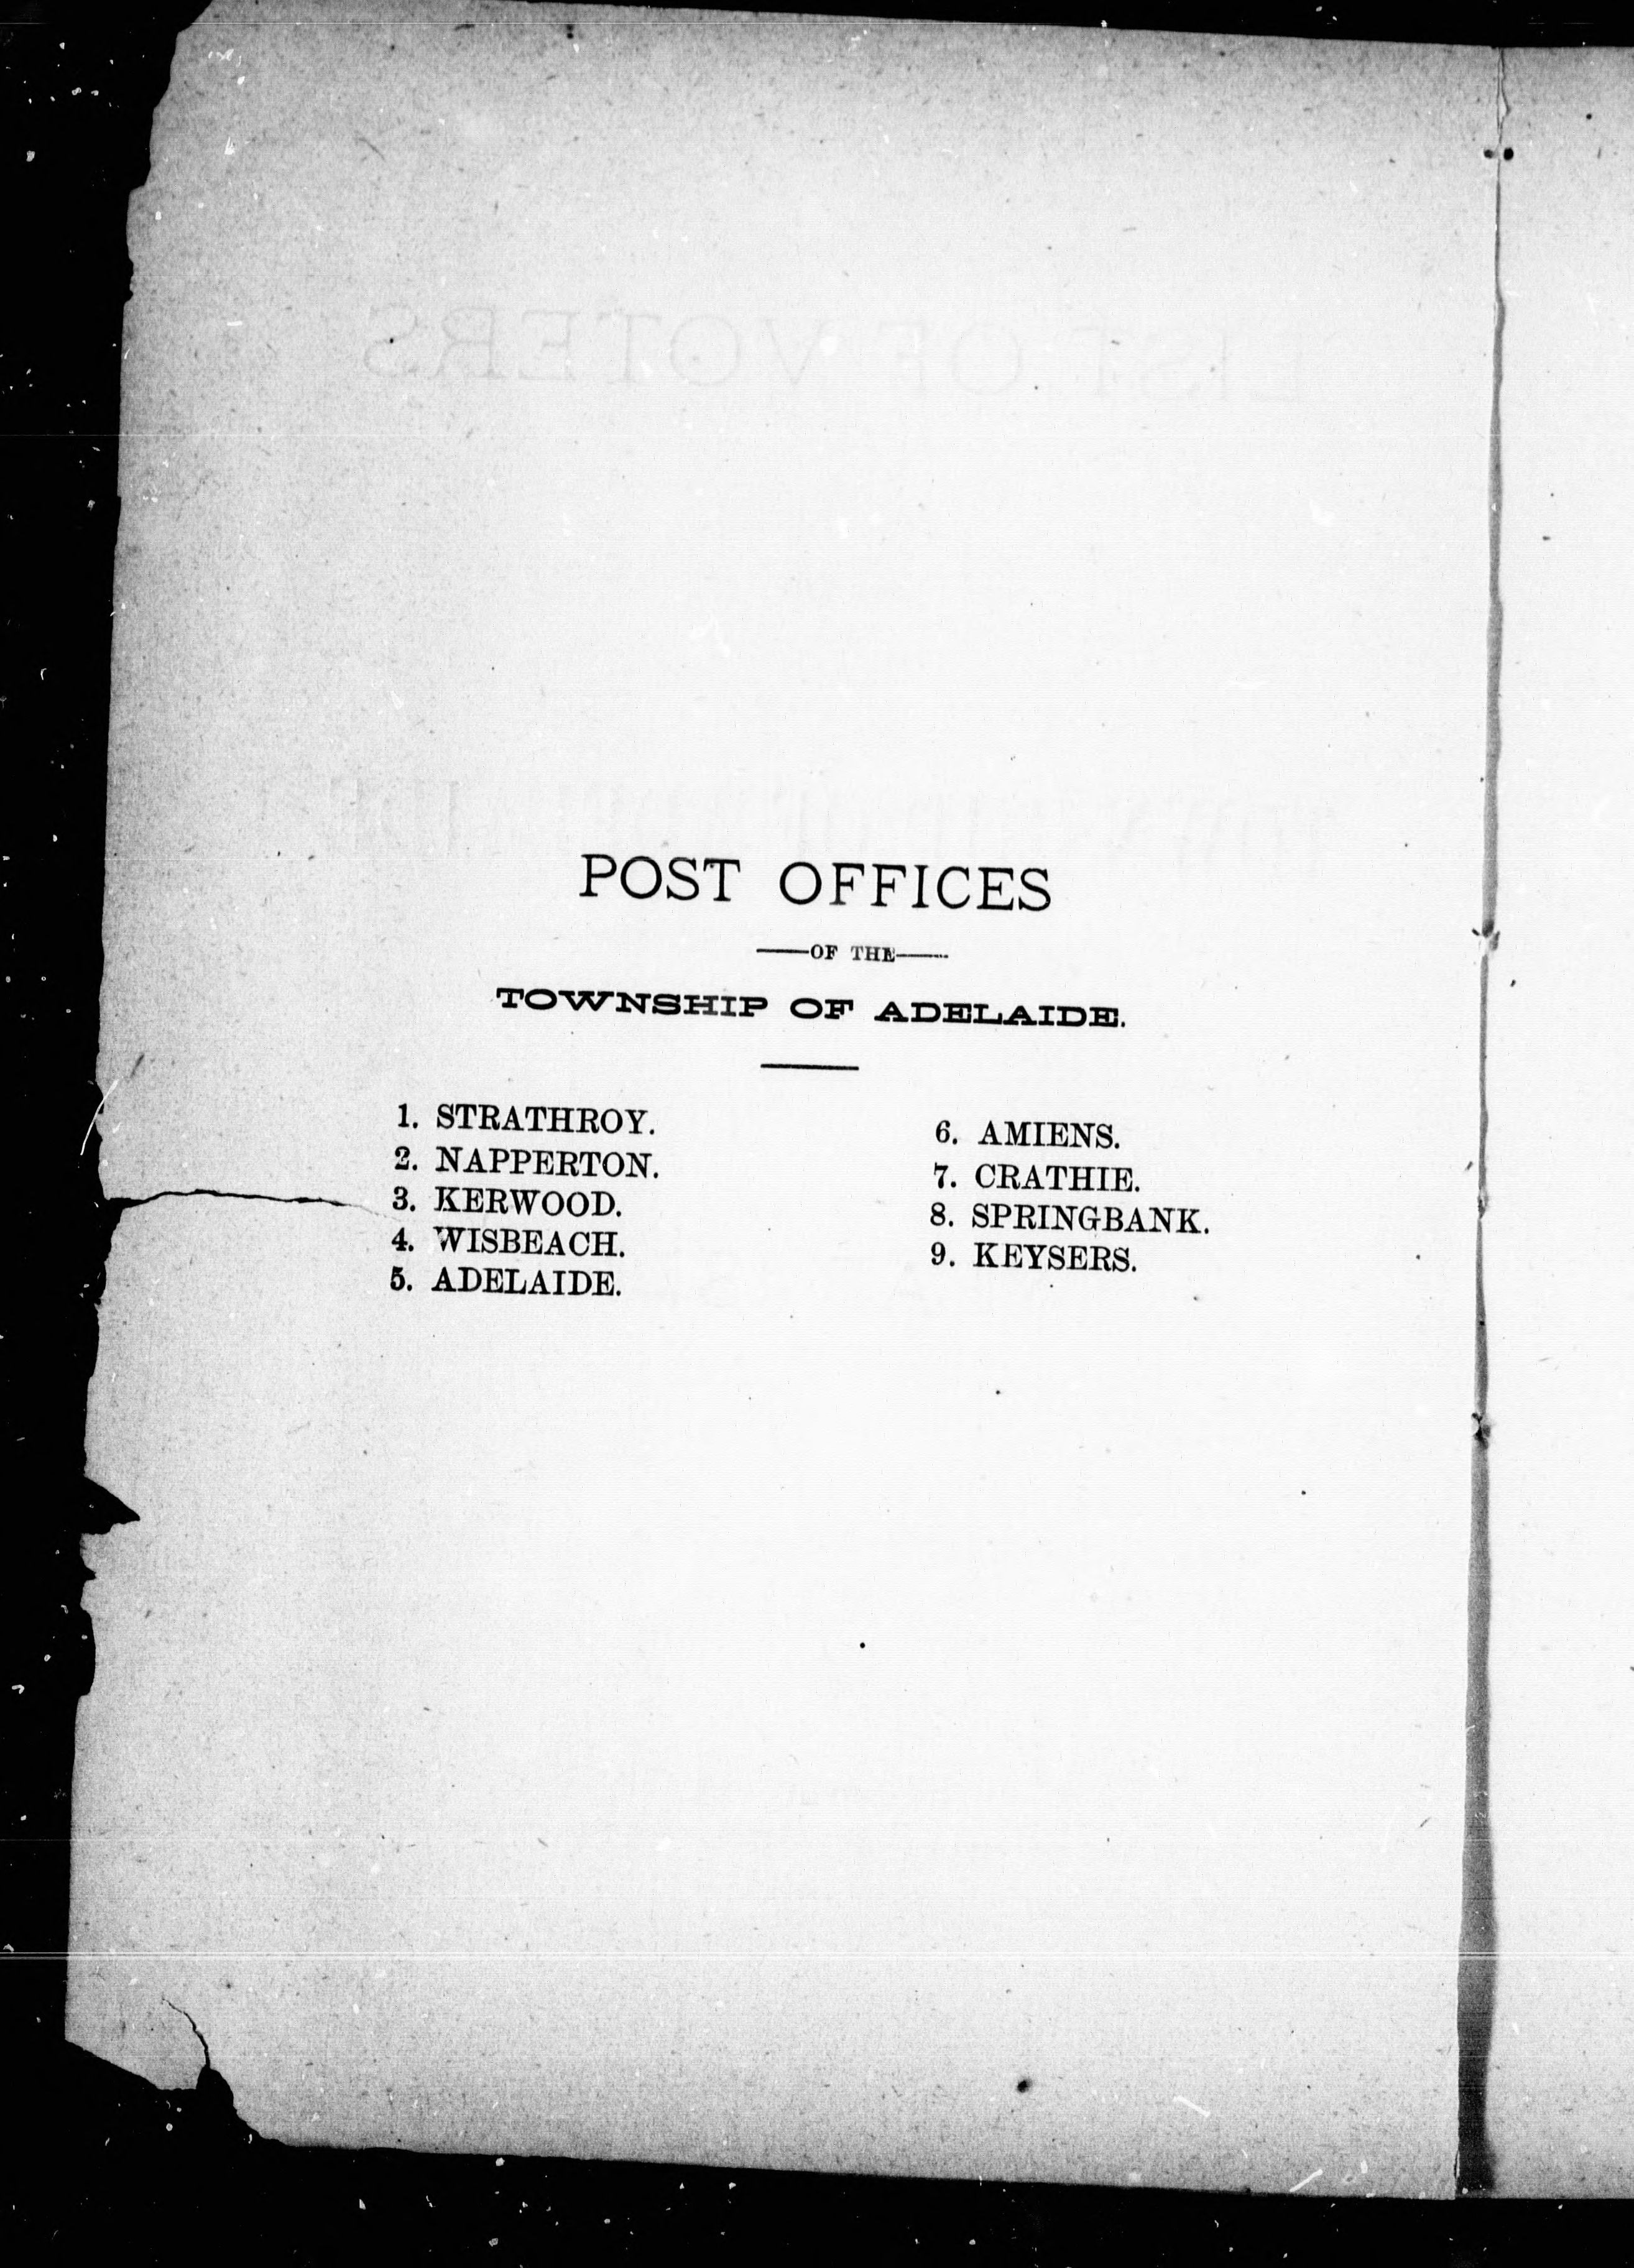 POST OFFICES
——OF THE——
TOWNSHIP OF ADELAIDE.
1. STRATHROY.
2. NAPPERTON.
3. KERWOOD.
4. WISBEACH.
5. ADELAIDE.
6. AMIENS.
7. CRATHIE.
8. SPRINGBANK.
9. KEYSERS.